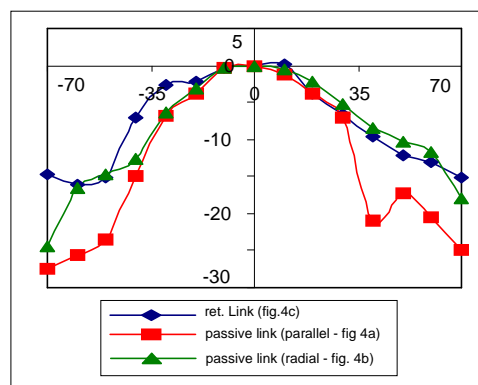 5
-70 -35 0 35 70
-0
-10
-20
-30
ret. Link (fig.4c)
passive link (parallel - fig 4a)
passive link (radial - fig. 4b)